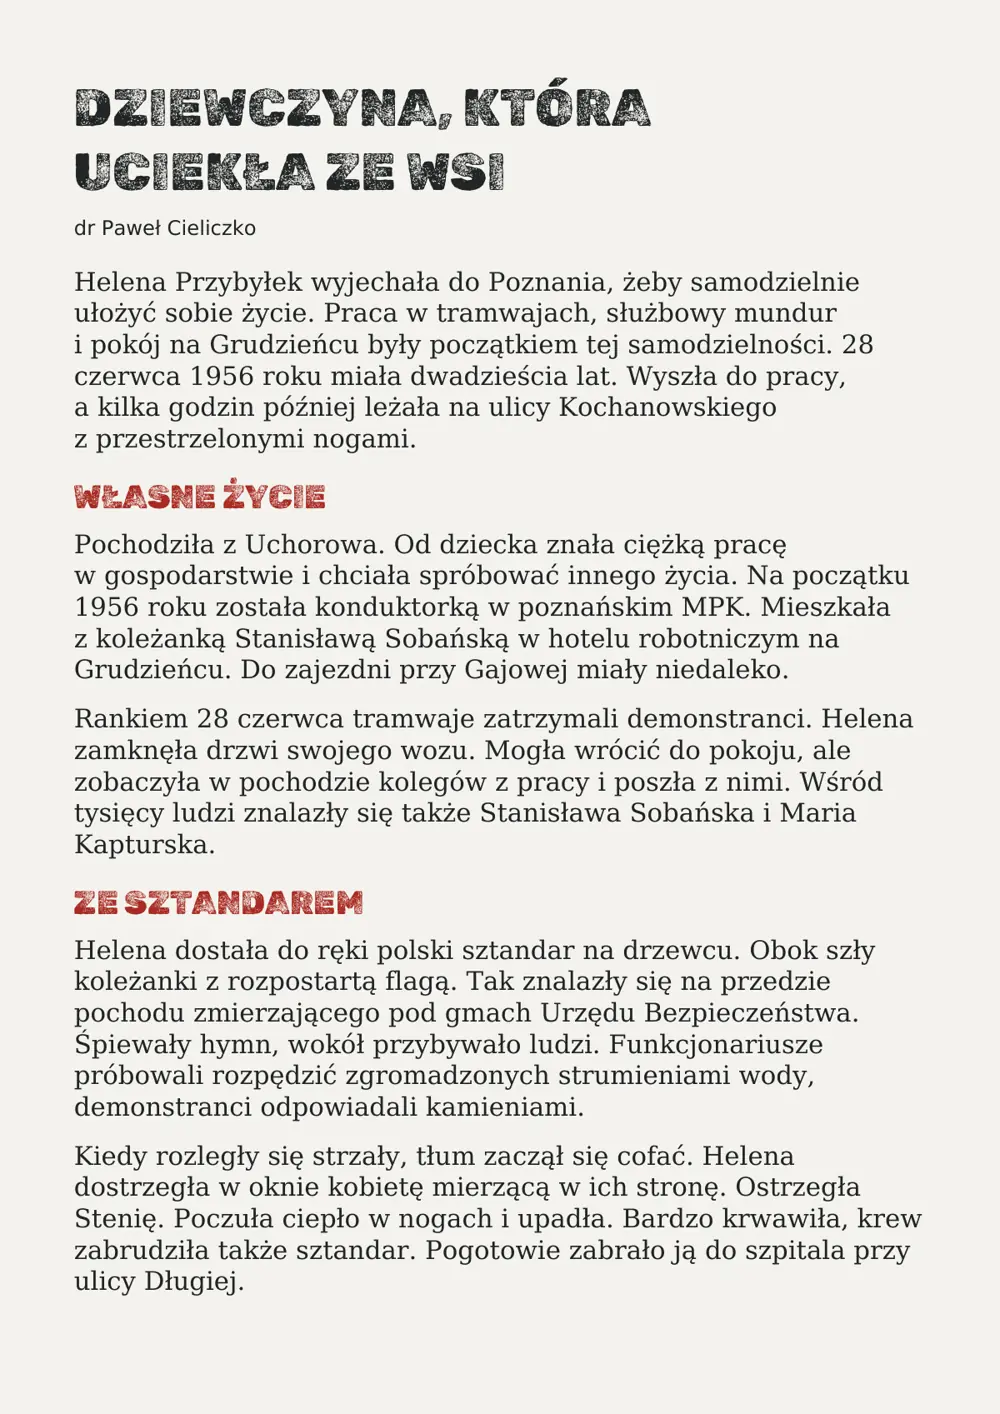 DZIEWCZYNA, KTÓRA
UCIEKŁA ZE WSI
dr Paweł Cieliczko
Helena Przybyłek wyjechała do Poznania, żeby samodzielnie
ułożyć sobie życie. Praca w tramwajach, służbowy mundur
i pokój na Grudzieńcu były początkiem tej samodzielności. 28
czerwca 1956 roku miała dwadzieścia lat. Wyszła do pracy,
a kilka godzin później leżała na ulicy Kochanowskiego
z przestrzelonymi nogami.
WŁASNE ŻYCIE
Pochodziła z Uchorowa. Od dziecka znała ciężką pracę
w gospodarstwie i chciała spróbować innego życia. Na początku
1956 roku została konduktorką w poznańskim MPK. Mieszkała
z koleżanką Stanisławą Sobańską w hotelu robotniczym na
Grudzieńcu. Do zajezdni przy Gajowej miały niedaleko.
Rankiem 28 czerwca tramwaje zatrzymali demonstranci. Helena
zamknęła drzwi swojego wozu. Mogła wrócić do pokoju, ale
zobaczyła w pochodzie kolegów z pracy i poszła z nimi. Wśród
tysięcy ludzi znalazły się także Stanisława Sobańska i Maria
Kapturska.
ZE SZTANDAREM
Helena dostała do ręki polski sztandar na drzewcu. Obok szły
koleżanki z rozpostartą flagą. Tak znalazły się na przedzie
pochodu zmierzającego pod gmach Urzędu Bezpieczeństwa.
Śpiewały hymn, wokół przybywało ludzi. Funkcjonariusze
próbowali rozpędzić zgromadzonych strumieniami wody,
demonstranci odpowiadali kamieniami.
Kiedy rozległy się strzały, tłum zaczął się cofać. Helena
dostrzegła w oknie kobietę mierzącą w ich stronę. Ostrzegła
Stenię. Poczuła ciepło w nogach i upadła. Bardzo krwawiła, krew
zabrudziła także sztandar. Pogotowie zabrało ją do szpitala przy
ulicy Długiej.